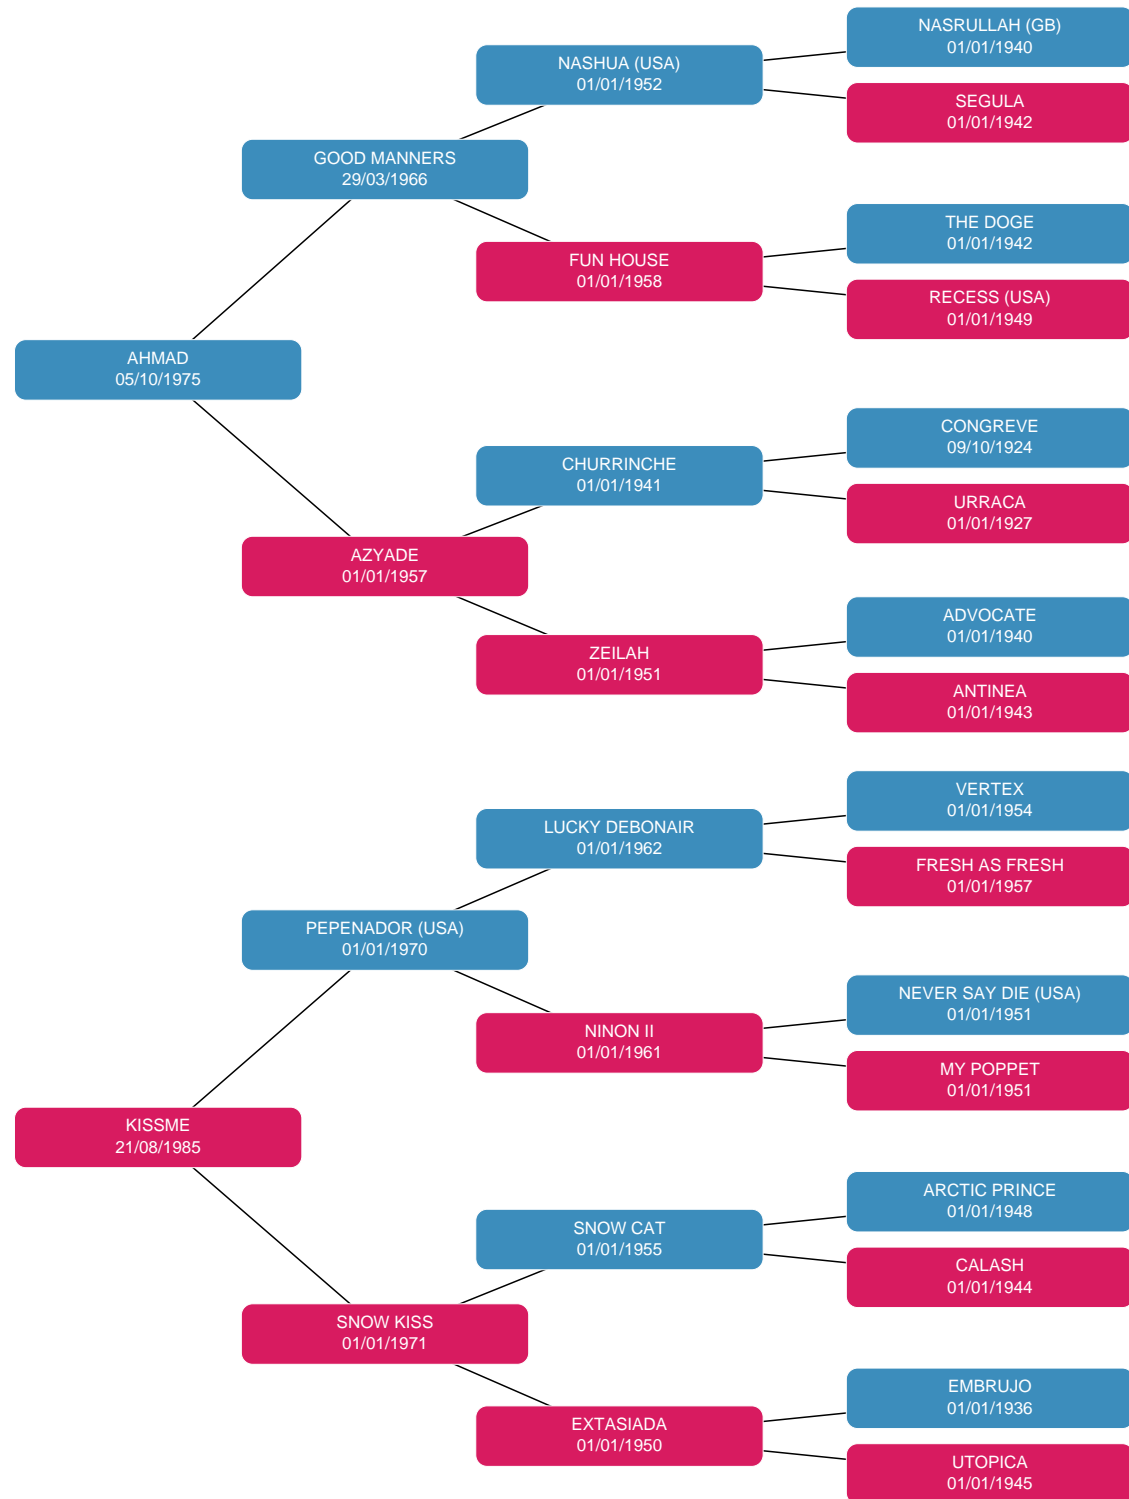 NASRULLAH (GB)
01/01/1940
NASHUA (USA)
01/01/1952
SEGULA
01/01/1942
GOOD MANNERS
29/03/1966
THE DOGE
01/01/1942
FUN HOUSE
01/01/1958
RECESS (USA)
01/01/1949
AHMAD
05/10/1975
CONGREVE
09/10/1924
CHURRINCHE
01/01/1941
URRACA
01/01/1927
AZYADE
01/01/1957
ADVOCATE
01/01/1940
ZEILAH
01/01/1951
ANTINEA
01/01/1943
VERTEX
01/01/1954
LUCKY DEBONAIR
01/01/1962
FRESH AS FRESH
01/01/1957
PEPENADOR (USA)
01/01/1970
NEVER SAY DIE (USA)
01/01/1951
NINON II
01/01/1961
MY POPPET
01/01/1951
KISSME
21/08/1985
ARCTIC PRINCE
01/01/1948
SNOW CAT
01/01/1955
CALASH
01/01/1944
SNOW KISS
01/01/1971
EMBRUJO
01/01/1936
EXTASIADA
01/01/1950
UTOPICA
01/01/1945